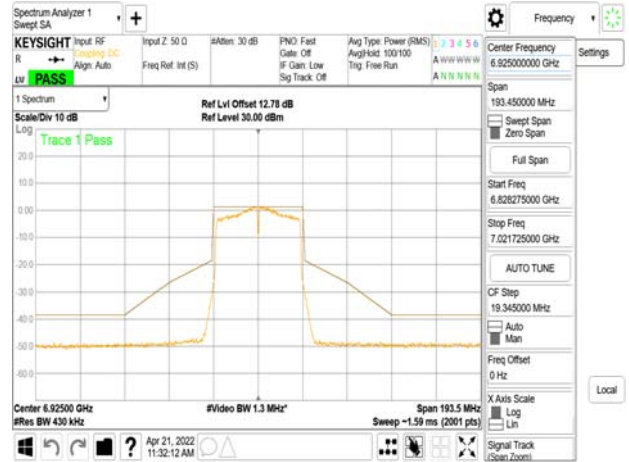 Spectrum Analyzer 1
Swept SA
Frequency
KEYSIGHT
R
LV PASS
Input: RF
Coupling: DC
Align: Auto
Input Z: 50 Ω
Freq Ref: Int (S)
#Atten: 30 dB
PNO: Fast
Gate: Off
IF Gain: Low
Sig Track: Off
Avg Type: Power (RMS)
Avg|Hold: 100/100
Trig: Free Run
1 2 3 4 5 6
A W W W W W
A N N N N N
1 Spectrum
Scale/Div 10 dB
Ref Lvl Offset 12.78 dB
Ref Level 30.00 dBm
Log
Trace 1 Pass
20.0
10.0
0.00
-10.0
-20.0
-30.0
-40.0
-50.0
-60.0
Center 6.92500 GHz
#Res BW 430 kHz
#Video BW 1.3 MHz*
Span 193.5 MHz
Sweep ~1.59 ms (2001 pts)
?
Apr 21, 2022
11:32:12 AM
Center Frequency
6.925000000 GHz
Settings
Span
193.450000 MHz
Swept Span
Zero Span
Full Span
Start Freq
6.828275000 GHz
Stop Freq
7.021725000 GHz
AUTO TUNE
CF Step
19.345000 MHz
Auto
Man
Freq Offset
0 Hz
X Axis Scale
Log
Lin
Local
Signal Track
(Span Zoom)